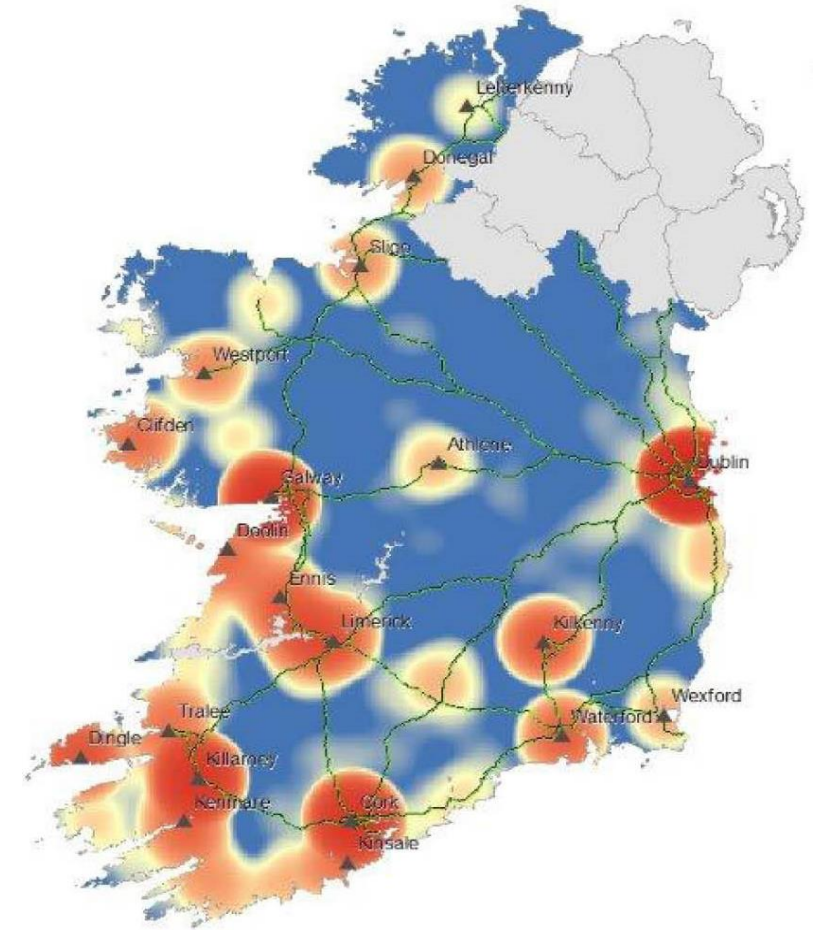 Letterkenny
Donegal
Sligo
Westport
Clifden
Athlone
Galway
Dublin
Doolin
Ennis
Limerick
Kilkenny
Wexford
Tralee
Waterford
Dingle
Killarney
Kenmare
Cork
Kinsale